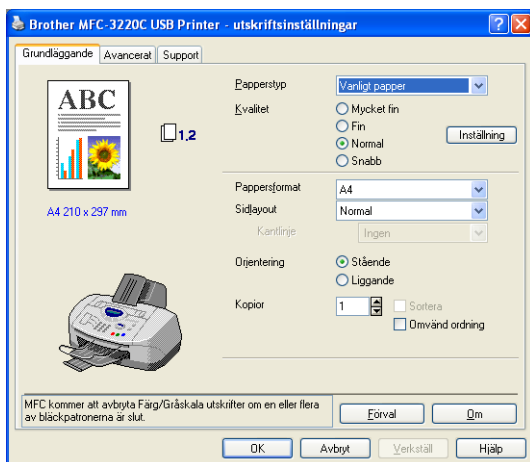 Brother MFC-3220C USB Printer - utskriftsinställningar
Grundläggande Avancerat Support
ABC
1.2
A4 210 x 297 mm
Papperstyp Vanligt papper
Kvalitet Mycket fin
Fin
Normal
Snabb
Inställning
Pappersformat A4
Sidlayout Normal
Kantlinje Ingen
Orientering Stående
Liggande
Kopior 1 Sortera
Omvänd ordning
MFC kommer att avbryta Färg/Gråskala utskrifter om en eller flera
av bläckpatronerna är slut.
Förval Om
OK Avbryt Verkställ Hjälp